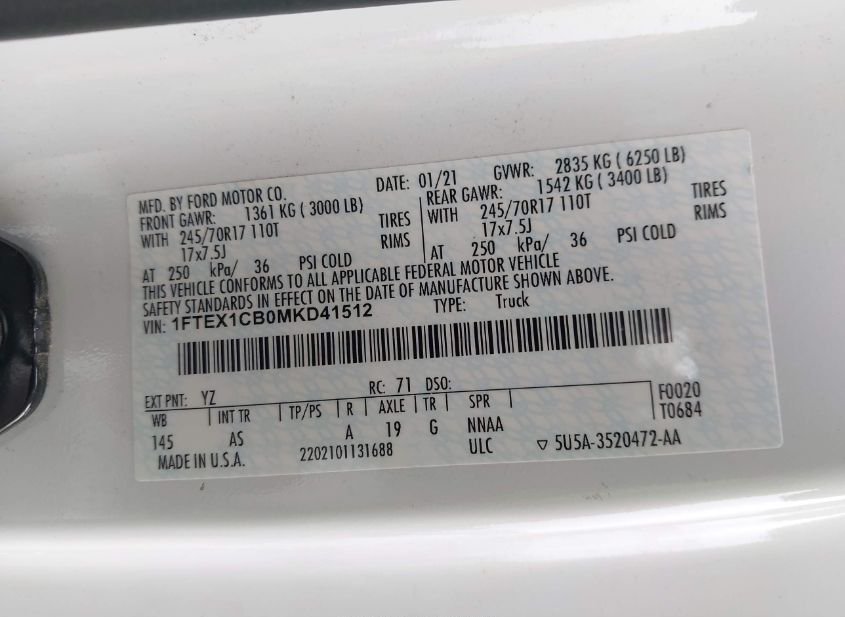 MFD. BY FORD MOTOR CO. DATE: 01/21 GVWR: 2835 KG ( 6250 LB)
FRONT GAWR: 1361 KG ( 3000 LB) REAR GAWR: 1542 KG ( 3400 LB)
WITH 245/70R17 110T TIRES WITH 245/70R17 110T TIRES
17x7.5J RIMS 17x7.5J RIMS
AT 250 kPa/ 36 PSI COLD AT 250 kPa/ 36 PSI COLD
THIS VEHICLE CONFORMS TO ALL APPLICABLE FEDERAL MOTOR VEHICLE
SAFETY STANDARDS IN EFFECT ON THE DATE OF MANUFACTURE SHOWN ABOVE.
VIN: 1FTEX1CB0MKD41512 TYPE: Truck
EXT PNT: YZ RC: 71 DSO:
WB INT TR TP/PS R AXLE TR SPR F0020
145 AS A 19 G NNAA T0684
MADE IN U.S.A. 2202101131688 ULC ▽ 5U5A-3520472-AA